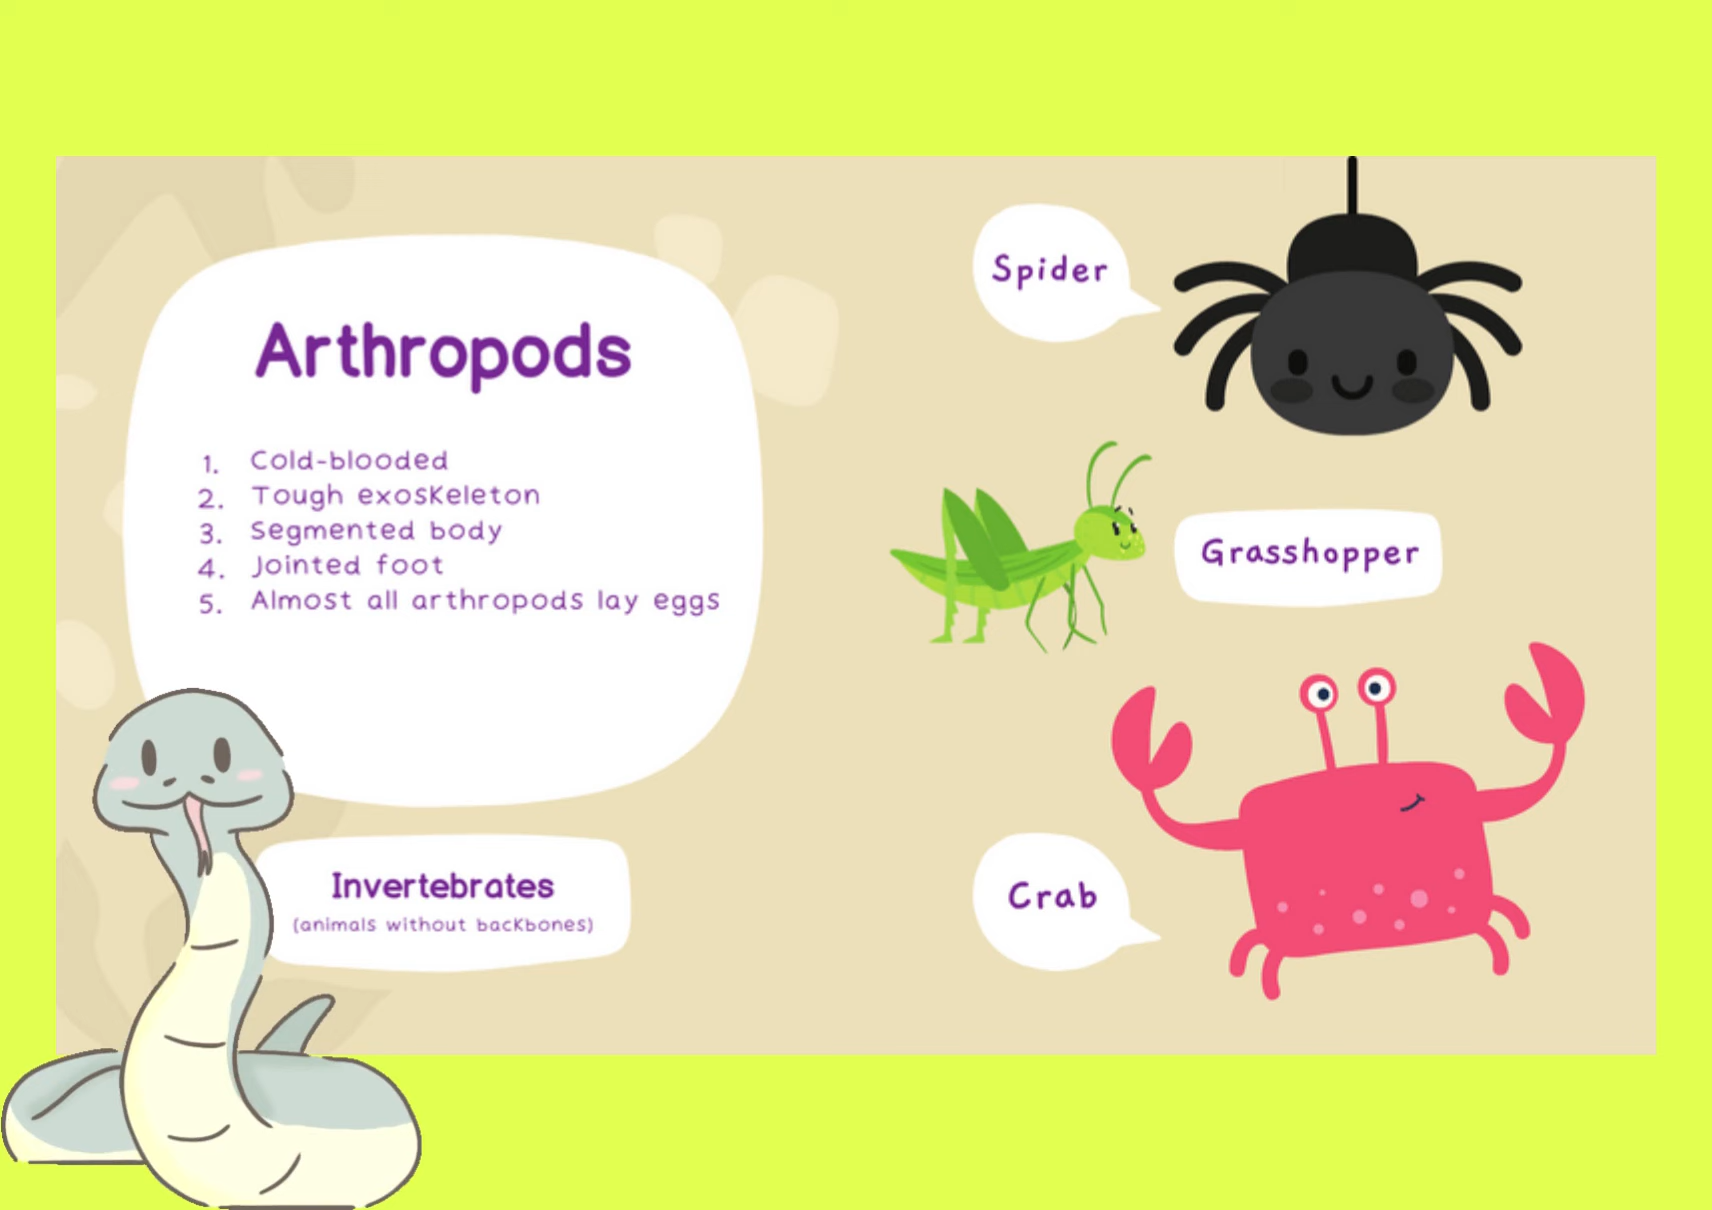 Arthropods
1. Cold-blooded
2. Tough exoskeleton
3. Segmented body
4. Jointed foot
5. Almost all arthropods lay eggs
Invertebrates
(animals without backbones)
Spider
Grasshopper
Crab